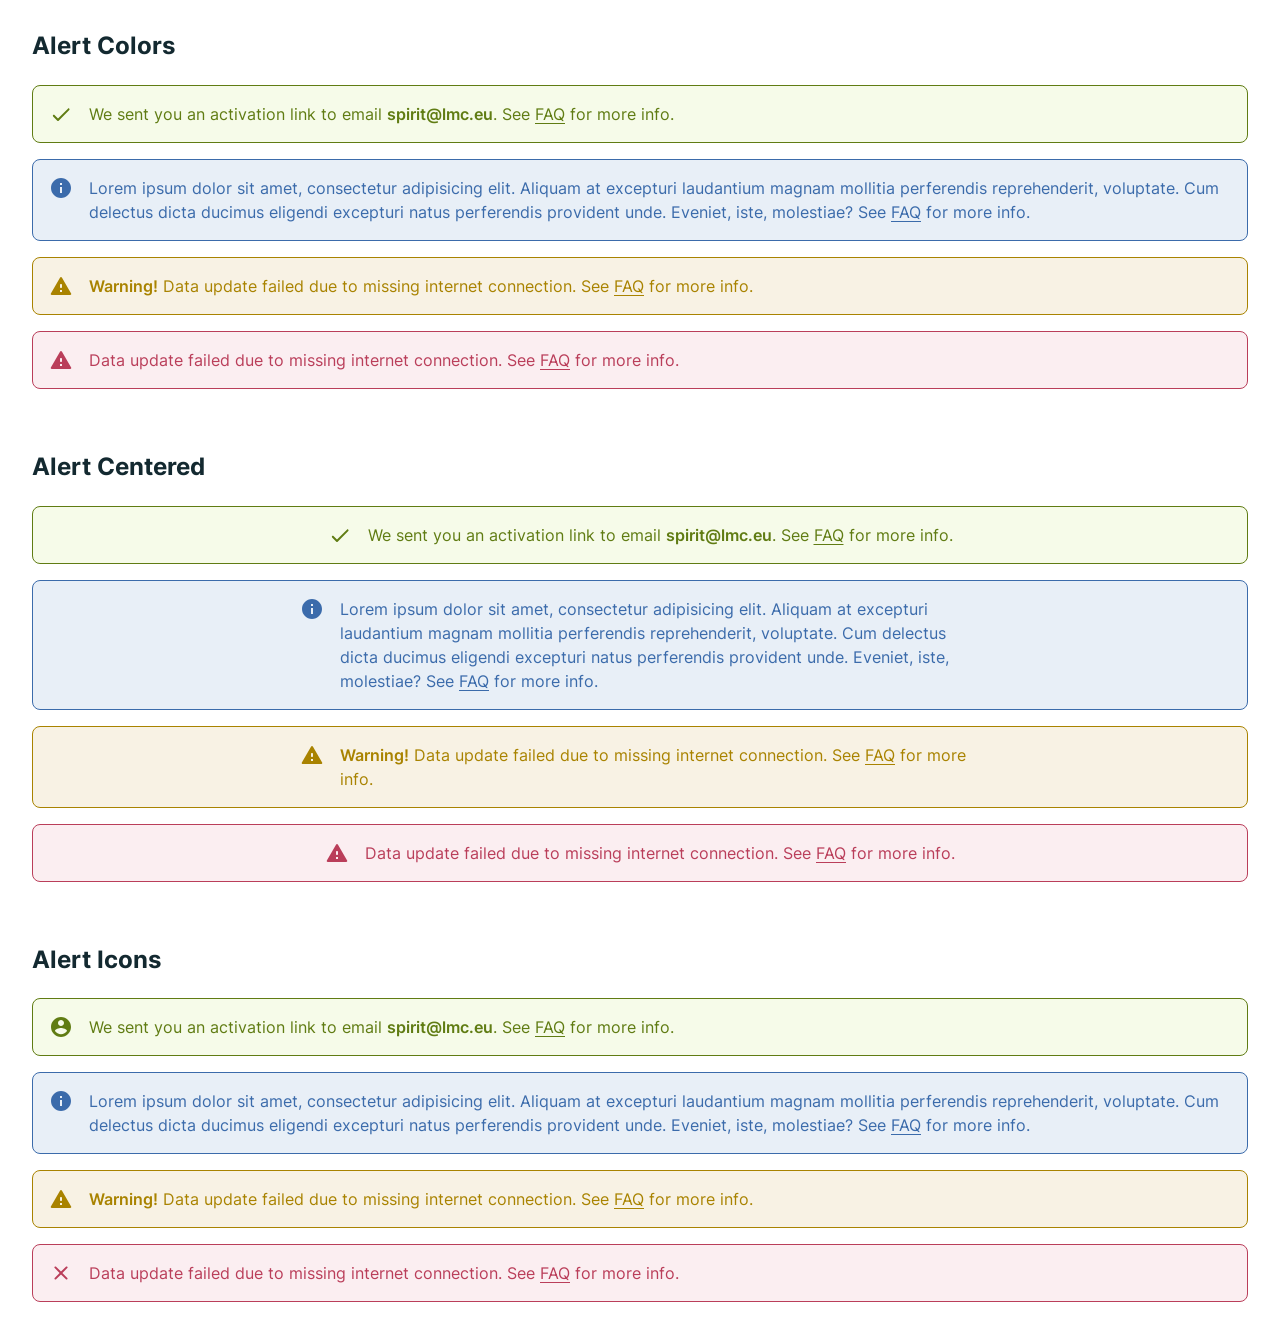 Alert Colors
We sent you an activation link to email spirit@lmc.eu. See FAQ for more info.
Lorem ipsum dolor sit amet, consectetur adipisicing elit. Aliquam at excepturi laudantium magnam mollitia perferendis reprehenderit, voluptate. Cum
delectus dicta ducimus eligendi excepturi natus perferendis provident unde. Eveniet, iste, molestiae? See FAQ for more info.
Warning! Data update failed due to missing internet connection. See FAQ for more info.
Data update failed due to missing internet connection. See FAQ for more info.
Alert Centered
We sent you an activation link to email spirit@lmc.eu. See FAQ for more info.
Lorem ipsum dolor sit amet, consectetur adipisicing elit. Aliquam at excepturi
laudantium magnam mollitia perferendis reprehenderit, voluptate. Cum delectus
dicta ducimus eligendi excepturi natus perferendis provident unde. Eveniet, iste,
molestiae? See FAQ for more info.
Warning! Data update failed due to missing internet connection. See FAQ for more
info.
Data update failed due to missing internet connection. See FAQ for more info.
Alert Icons
We sent you an activation link to email spirit@lmc.eu. See FAQ for more info.
Lorem ipsum dolor sit amet, consectetur adipisicing elit. Aliquam at excepturi laudantium magnam mollitia perferendis reprehenderit, voluptate. Cum
delectus dicta ducimus eligendi excepturi natus perferendis provident unde. Eveniet, iste, molestiae? See FAQ for more info.
Warning! Data update failed due to missing internet connection. See FAQ for more info.
Data update failed due to missing internet connection. See FAQ for more info.